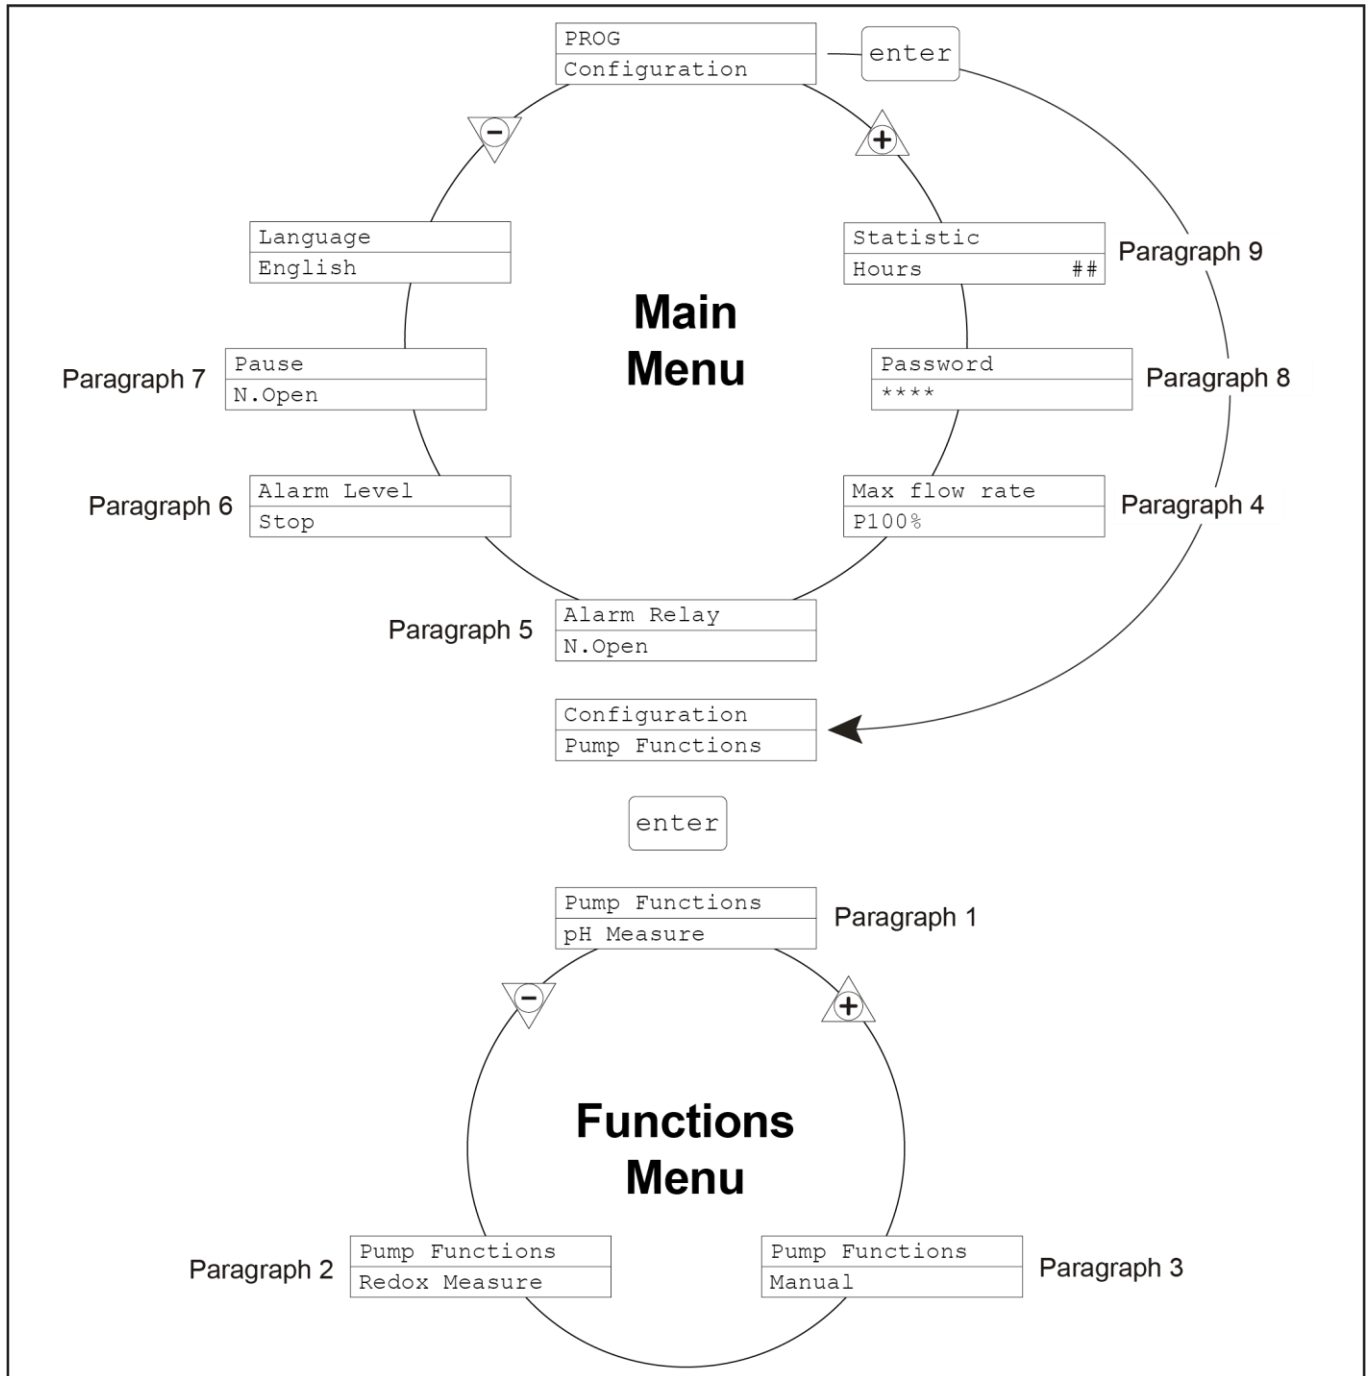 PROG
Configuration
enter
Language
English
Statistic
Hours ##
Paragraph 9
Main
Menu
Paragraph 7
Pause
N.Open
Password
****
Paragraph 8
Paragraph 6
Alarm Level
Stop
Max flow rate
P100%
Paragraph 4
Paragraph 5
Alarm Relay
N.Open
Configuration
Pump Functions
enter
Pump Functions
pH Measure
Paragraph 1
Functions
Menu
Paragraph 2
Pump Functions
Redox Measure
Pump Functions
Manual
Paragraph 3